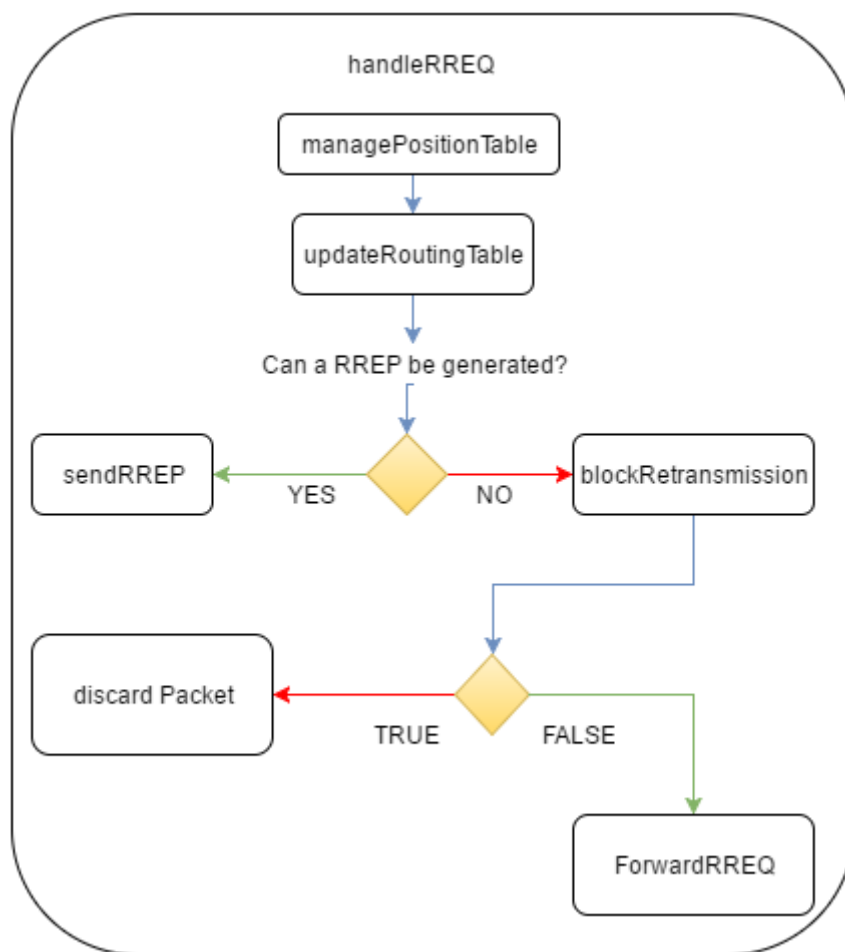 handleRREQ
managePositionTable
updateRoutingTable
Can a RREP be generated?
sendRREP
YES
NO
blockRetransmission
discard Packet
TRUE
FALSE
ForwardRREQ